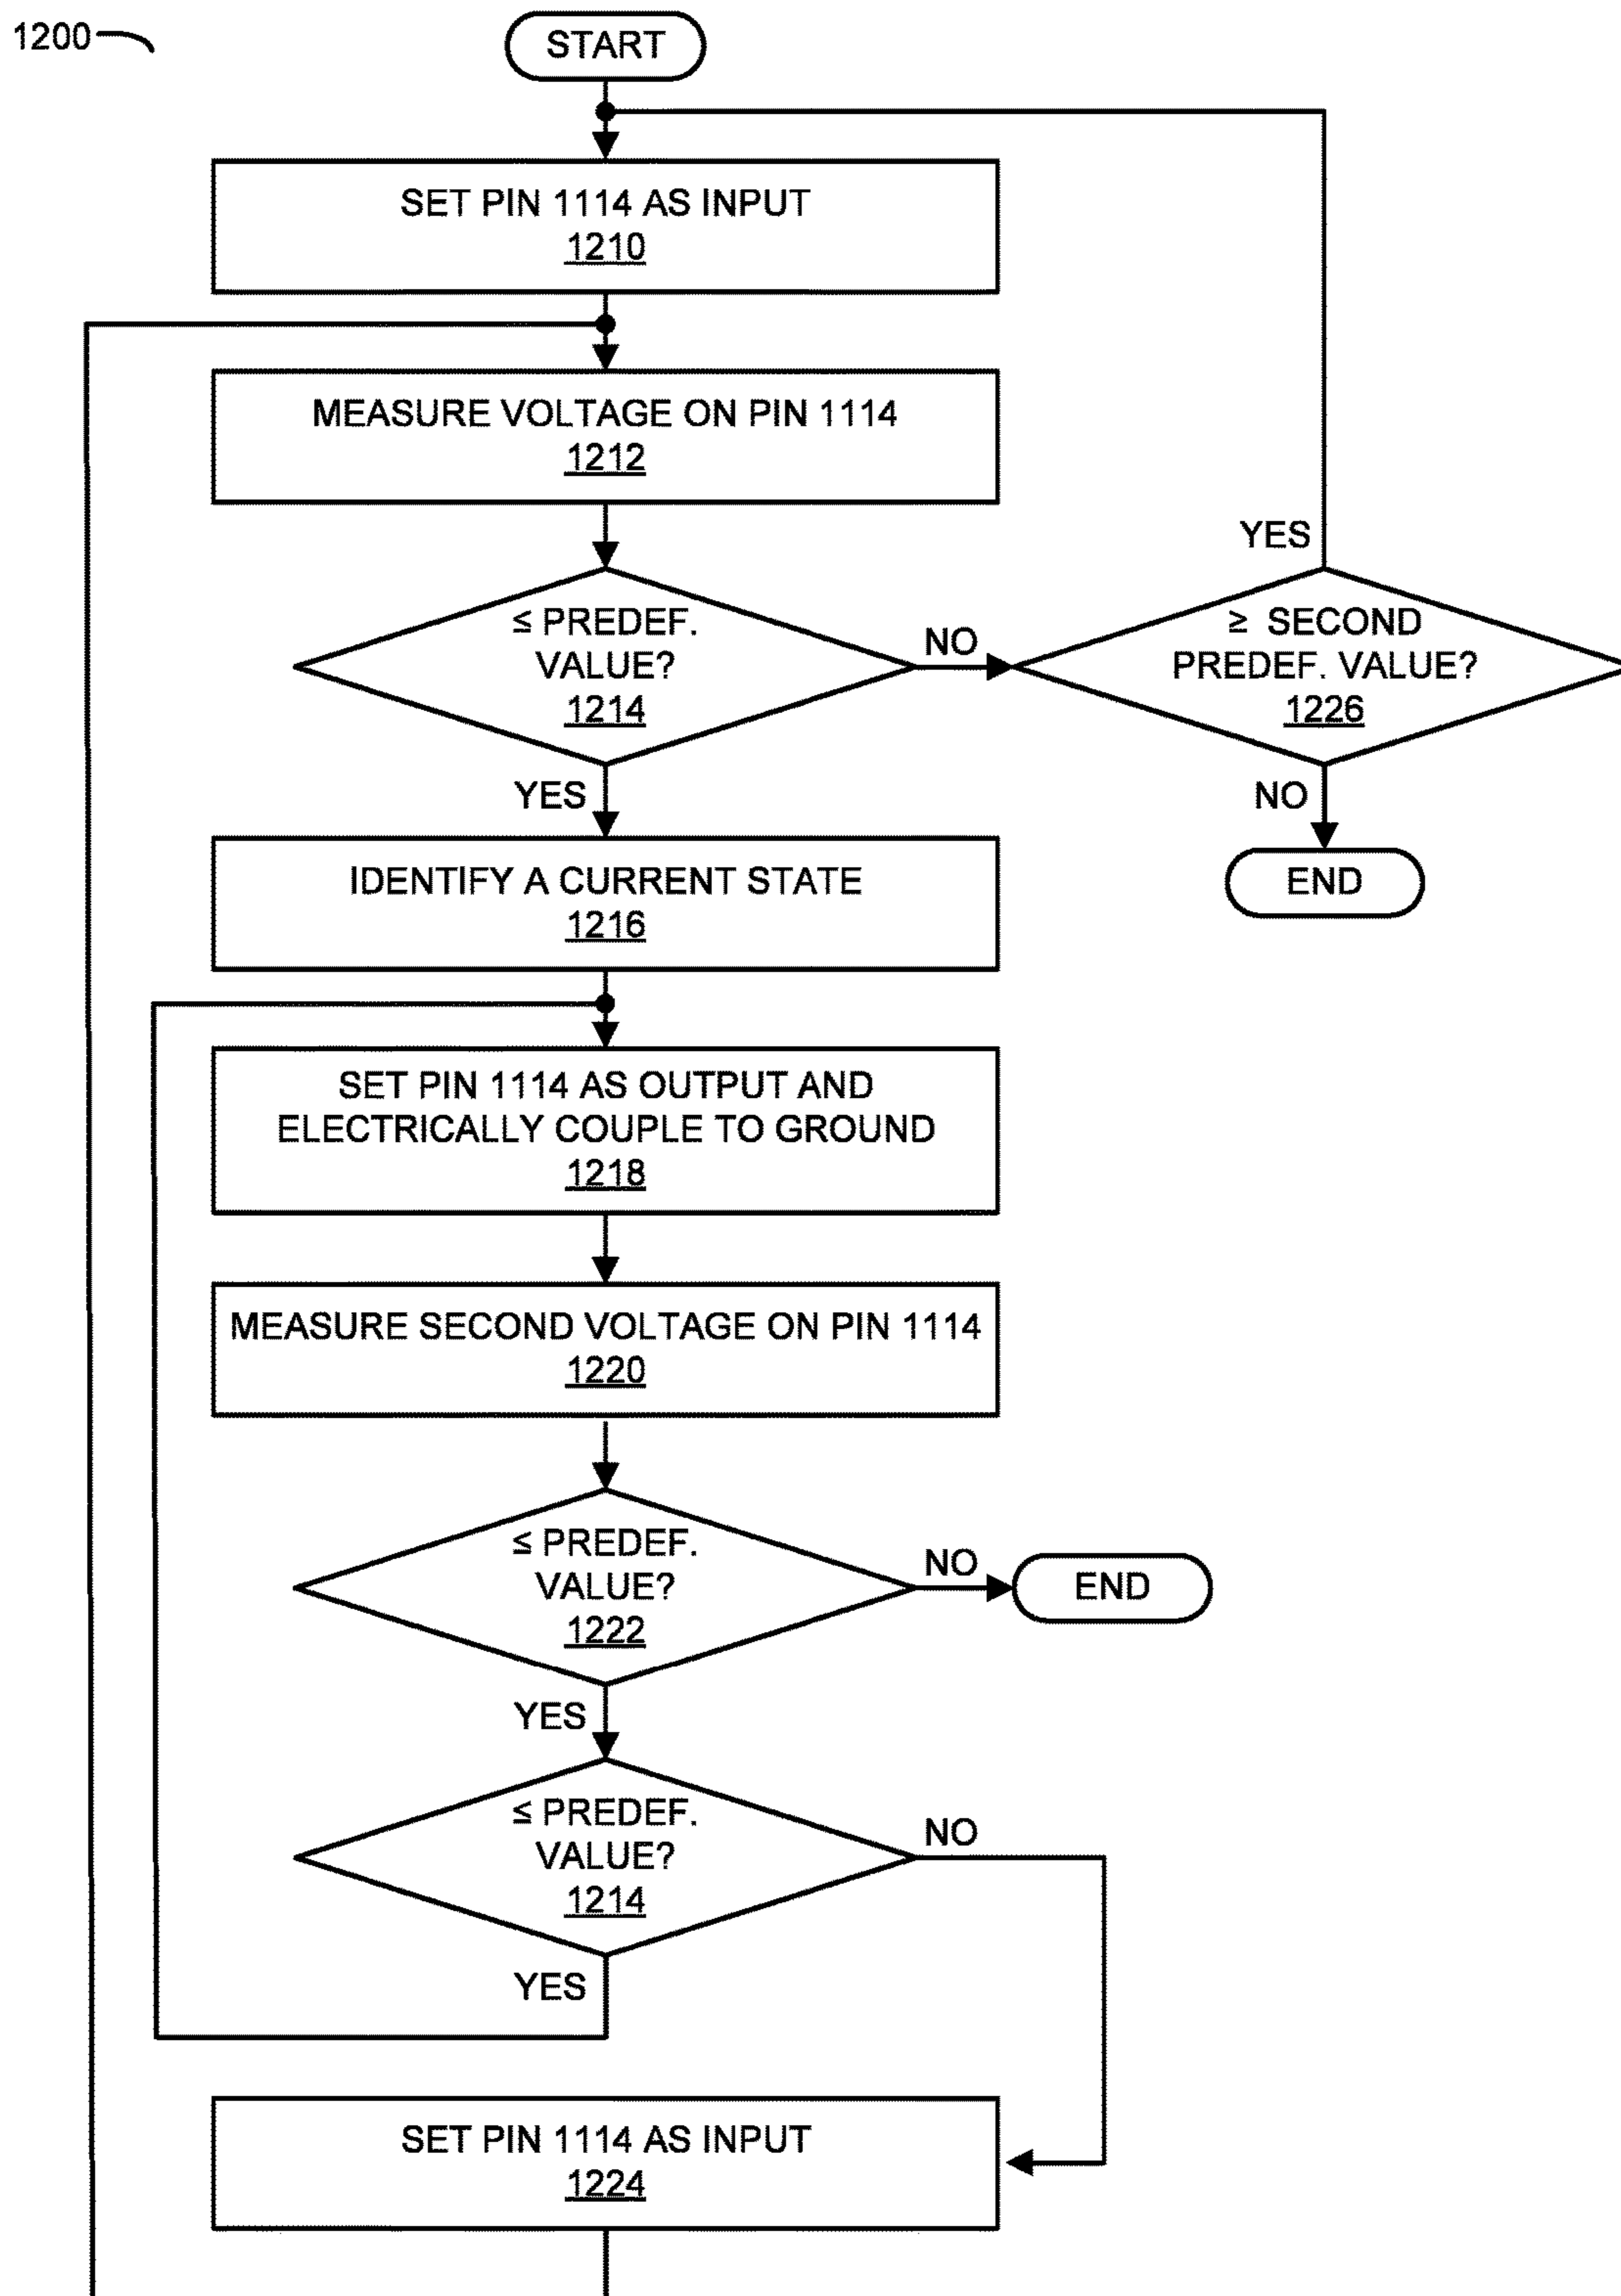 1200
START
SET PIN 1114 AS INPUT
1210
MEASURE VOLTAGE ON PIN 1114
1212
YES
≤ PREDEF.
VALUE?
1214
NO
≥ SECOND
PREDEF. VALUE?
1226
YES
NO
IDENTIFY A CURRENT STATE
1216
END
SET PIN 1114 AS OUTPUT AND
ELECTRICALLY COUPLE TO GROUND
1218
MEASURE SECOND VOLTAGE ON PIN 1114
1220
≤ PREDEF.
VALUE?
1222
NO
END
YES
≤ PREDEF.
VALUE?
1214
NO
YES
SET PIN 1114 AS INPUT
1224